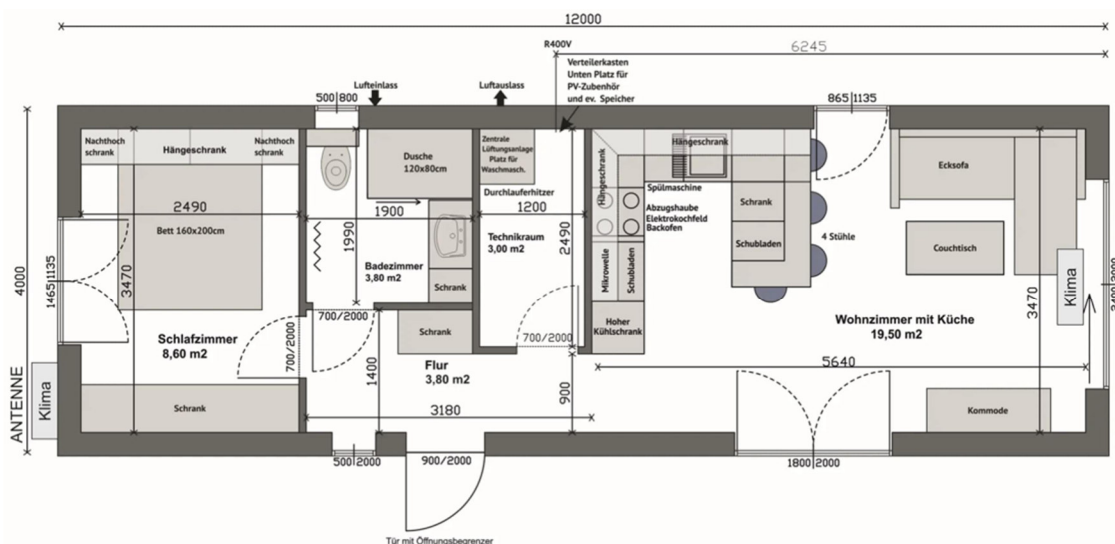 12000
6245
R400V
Verteilerkasten
Unten Platz für
PV-Zubenhör
und ev. Speicher
Lufteinlass
Luftauslass
500|800
865|1135
Nachthoch
schrank
Hängeschrank
Nachthoch
schrank
Dusche
120x80cm
Zentrale
Lüftungsanlage
Platz für
Waschmasch.
Durchlauferhitzer
Hängeschrank
Hängeschrank
Spülmaschine
Abzugshaube
Elektrokochfeld
Backofen
Schrank
Schubladen
4 Stühle
Ecksofa
Couchtisch
2490
Bett 160x200cm
1900
1990
1200
Technikraum
3,00 m2
2490
4000
1465|1135
3470
Badezimmer
3,80 m2
Schrank
Mikrowelle
Schubladen
Hoher
Kühlschrank
Klima
3470
Wohnzimmer mit Küche
19,50 m2
700/2000
700/2000
700/2000
Schlafzimmer
8,60 m2
Schrank
Flur
3,80 m2
1400
900
5640
3180
Schrank
Kommode
ANTENNE
Klima
500|2000
900/2000
1800|2000
Tür mit Öffnungsbegrenzer